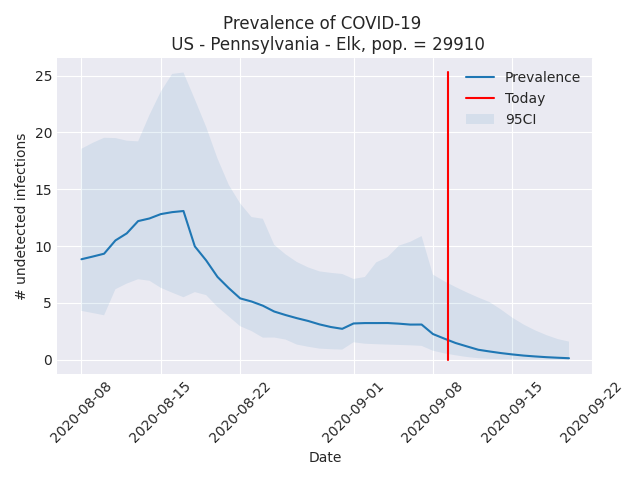 Prevalence of COVID-19
US - Pennsylvania - Elk, pop. = 29910
25
20
15
10
5
0
# undetected infections
Prevalence
Today
95CI
2020-08-08
2020-08-15
2020-08-22
2020-09-01
2020-09-08
2020-09-15
2020-09-22
Date